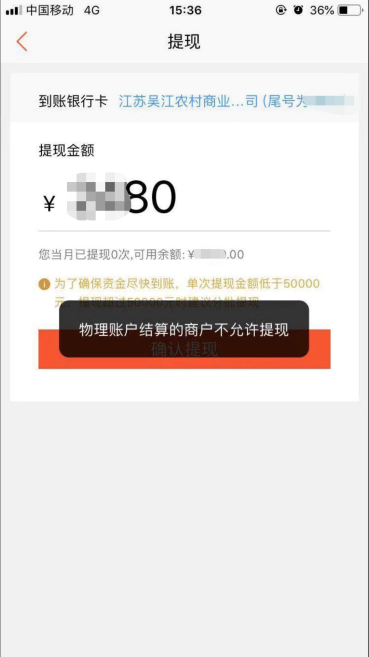 中国移动 4G 15:36 36%
提现
到账银行卡 江苏吴江农村商业...司 (尾号为
提现金额
¥ 80
您当月已提现0次,可用余额: ¥ .00
为了确保资金尽快到账，单次提现金额低于50000
元，提现超过50000元时建议分批提现
物理账户结算的商户不允许提现
确认提现